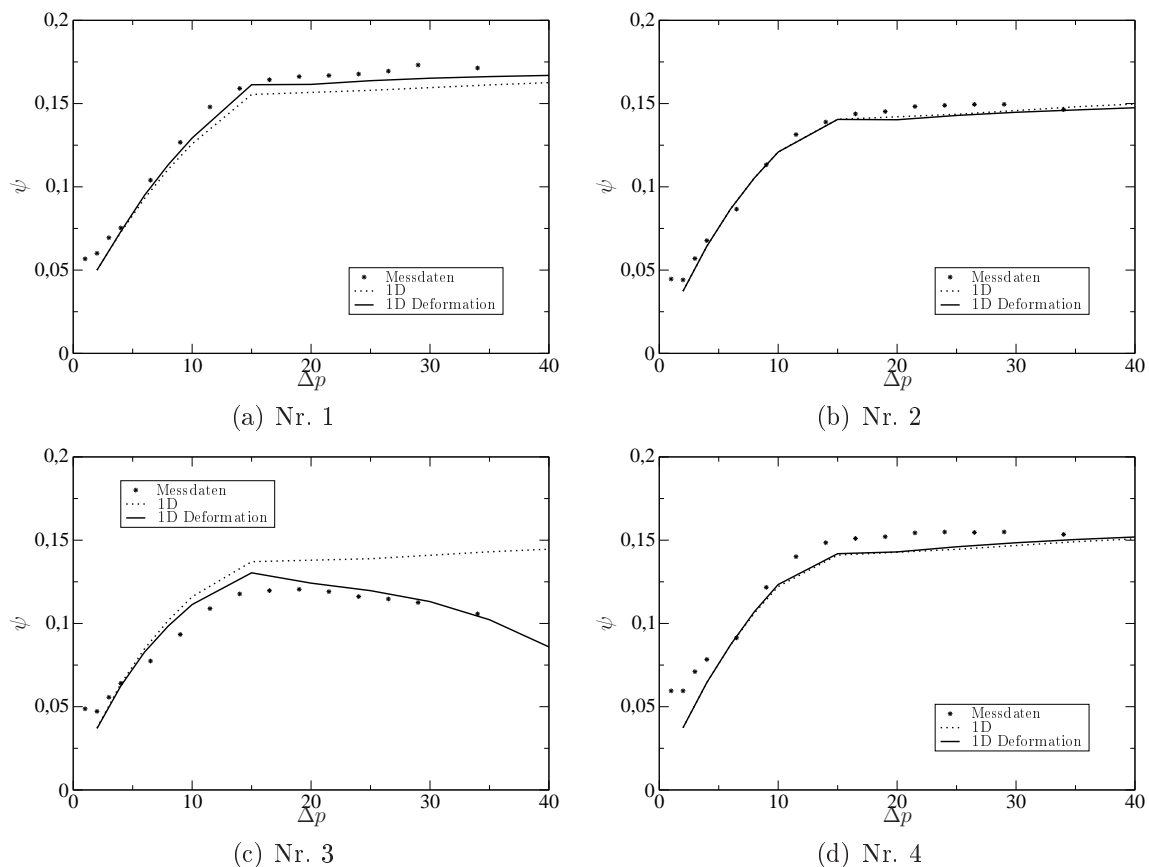 0,2
0,15
ψ
0,1
0,05
0
0 10 20 30 40
Δp
Messdaten
1D
1D Deformation
(a) Nr. 1
0,2
0,15
ψ
0,1
0,05
0
0 10 20 30 40
Δp
Messdaten
1D
1D Deformation
(b) Nr. 2
0,2
0,15
ψ
0,1
0,05
0
0 10 20 30 40
Δp
Messdaten
1D
1D Deformation
(c) Nr. 3
0,2
0,15
ψ
0,1
0,05
0
0 10 20 30 40
Δp
Messdaten
1D
1D Deformation
(d) Nr. 4